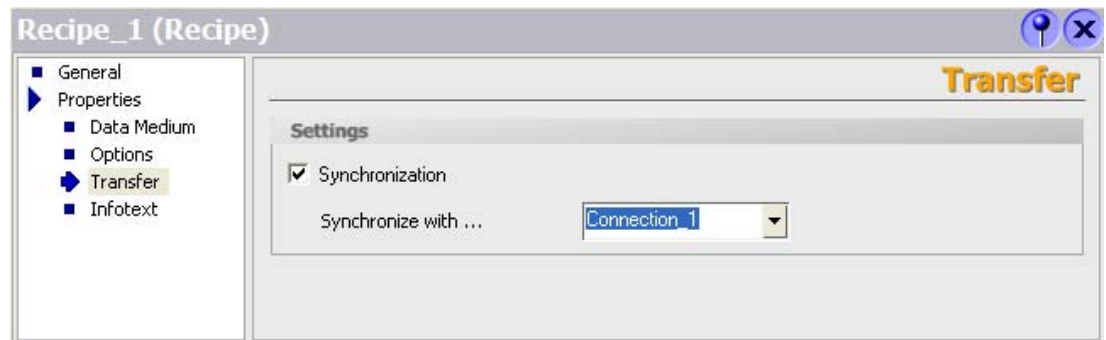 Recipe_1 (Recipe)
General
Properties
Data Medium
Options
Transfer
Infotext
Transfer
Settings
Synchronization
Synchronize with ...
Connection_1